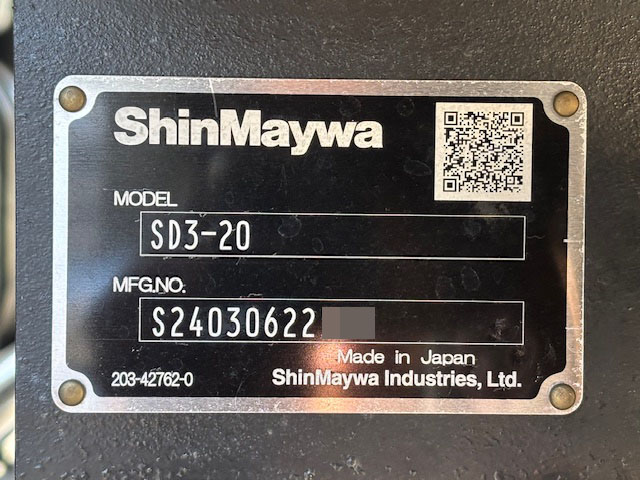 ShinMaywa
MODEL
SD3-20
MFG.NO.
S24030622
Made in Japan
203-42762-0 ShinMaywa Industries, Ltd.